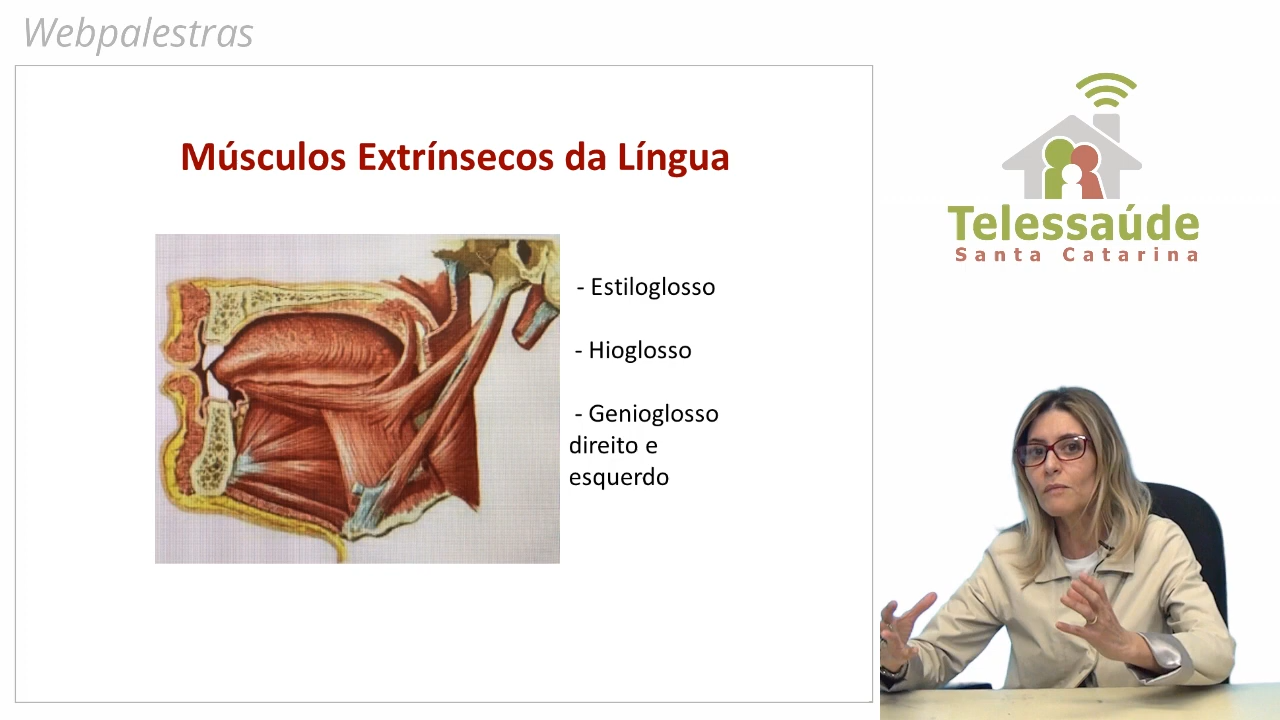 Webpalestras
Músculos Extrínsecos da Língua
- Estiloglosso
- Hioglosso
- Genioglosso
direito e
esquerdo
Telessaúde
Santa Catarina